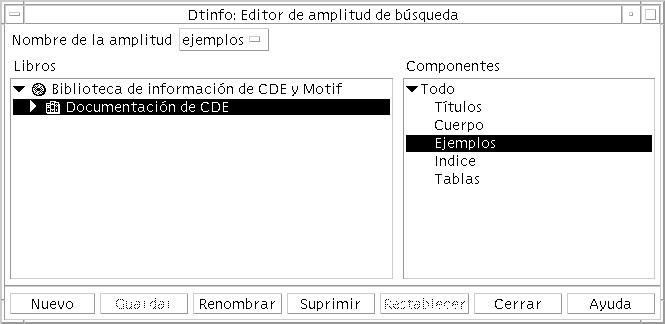 Dtinfo: Editor de amplitud de búsqueda
Nombre de la amplitud ejemplos
Libros
Biblioteca de información de CDE y Motif
Documentación de CDE
Componentes
Todo
Títulos
Cuerpo
Ejemplos
Indice
Tablas
Nuevo Guardar Renombrar Suprimir Restablecer Cerrar Ayuda